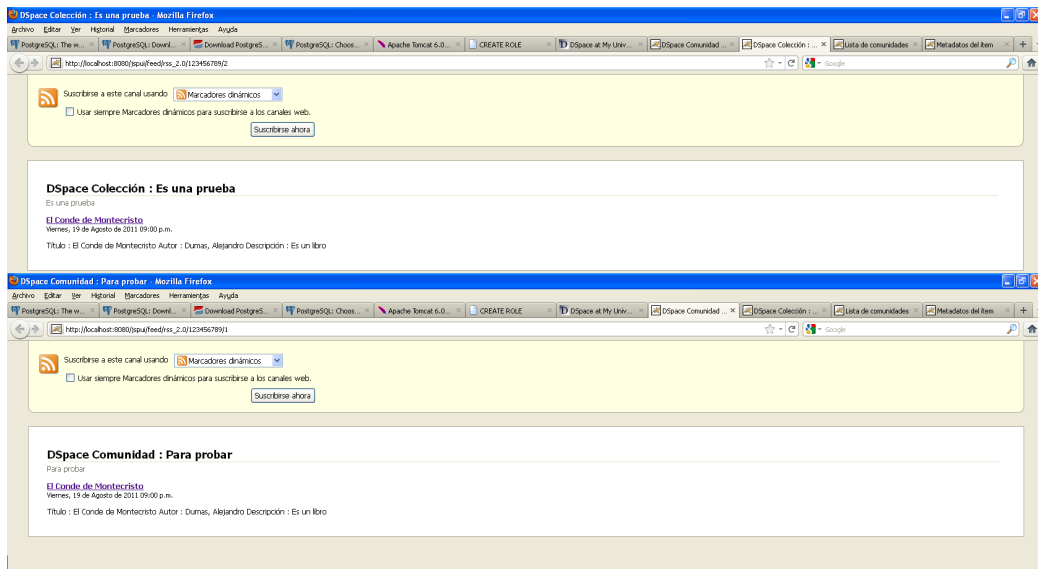 DSpace Colección : Es una prueba - Mozilla Firefox
Archivo Editar Ver Historial Marcadores Herramientas Ayuda
PostgreSQL: The w... PostgreSQL: Downl... Download PostgreS... PostgreSQL: Choos... Apache Tomcat 6.0... CREATE ROLE DSpace at My Univ... DSpace Comunidad ... DSpace Colección : ... Lista de comunidades Metadatos del ítem
http://localhost:8080/jspui/feed/rss_2.0/123456789/2 Google
Suscribirse a este canal usando Marcadores dinámicos
Usar siempre Marcadores dinámicos para suscribirse a los canales web.
Suscribirse ahora
DSpace Colección : Es una prueba
Es una prueba
El Conde de Montecristo
Viernes, 19 de Agosto de 2011 09:00 p.m.
Título : El Conde de Montecristo Autor : Dumas, Alejandro Descripción : Es un libro
DSpace Comunidad : Para probar - Mozilla Firefox
Archivo Editar Ver Historial Marcadores Herramientas Ayuda
PostgreSQL: The w... PostgreSQL: Downl... Download PostgreS... PostgreSQL: Choos... Apache Tomcat 6.0... CREATE ROLE DSpace at My Univ... DSpace Comunidad ... DSpace Colección : ... Lista de comunidades Metadatos del ítem
http://localhost:8080/jspui/feed/rss_2.0/123456789/1 Google
Suscribirse a este canal usando Marcadores dinámicos
Usar siempre Marcadores dinámicos para suscribirse a los canales web.
Suscribirse ahora
DSpace Comunidad : Para probar
Para probar
El Conde de Montecristo
Viernes, 19 de Agosto de 2011 09:00 p.m.
Título : El Conde de Montecristo Autor : Dumas, Alejandro Descripción : Es un libro